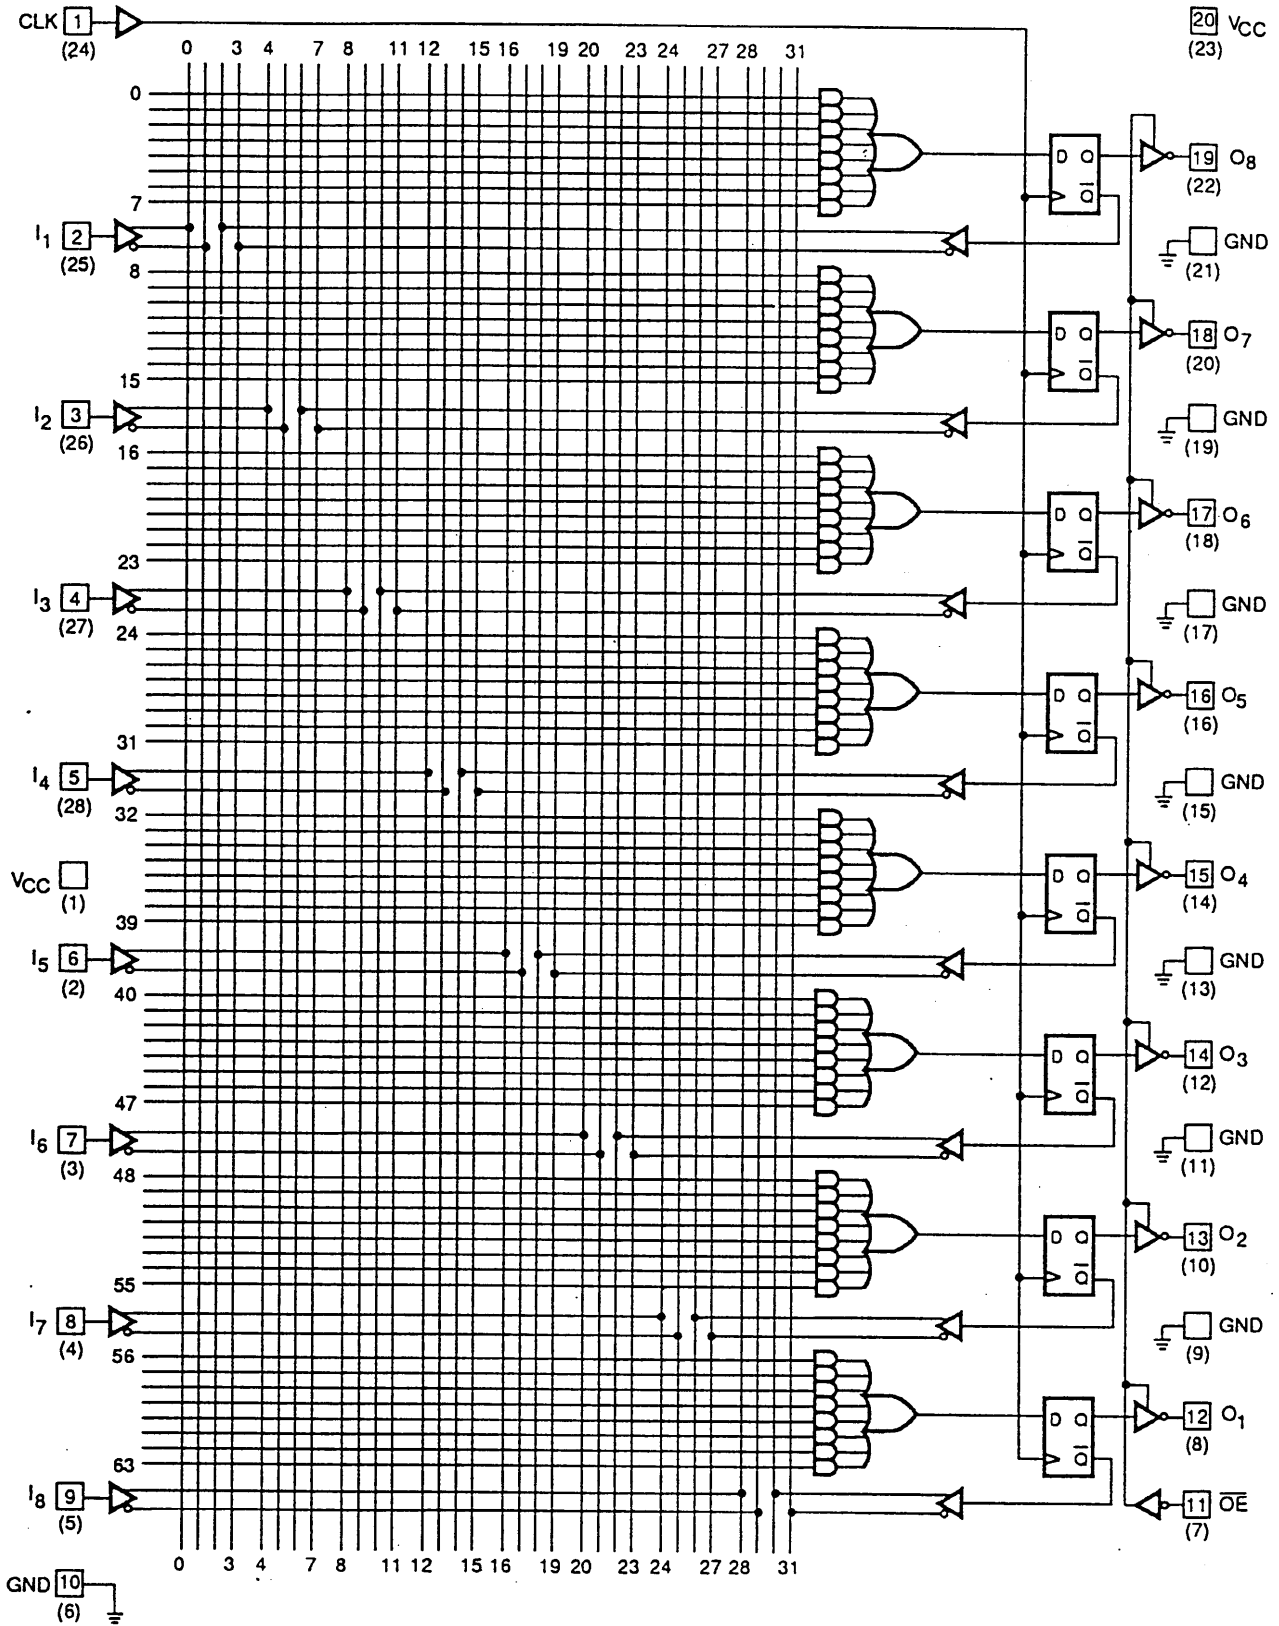 CLK 1 20 VCC
(24) (23)
0 3 4 7 8 11 12 15 16 19 20 23 24 27 28 31
0
D Q 19 O8
Q (22)
7
I1 2 GND
(25) (21)
8
D Q 18 O7
Q (20)
15
I2 3 GND
(26) (19)
16
D Q 17 O6
Q (18)
23
I3 4 GND
(27) (17)
24
D Q 16 O5
Q (16)
31
I4 5 GND
(28) (15)
32
VCC D Q 15 O4
(1) Q (14)
39
I5 6 GND
(2) (13)
40
D Q 14 O3
Q (12)
47
I6 7 GND
(3) (11)
48
D Q 13 O2
Q (10)
55
I7 8 GND
(4) (9)
56
D Q 12 O1
Q (8)
63
I8 9 11 OE
(5) (7)
0 3 4 7 8 11 12 15 16 19 20 23 24 27 28 31
GND 10
(6)